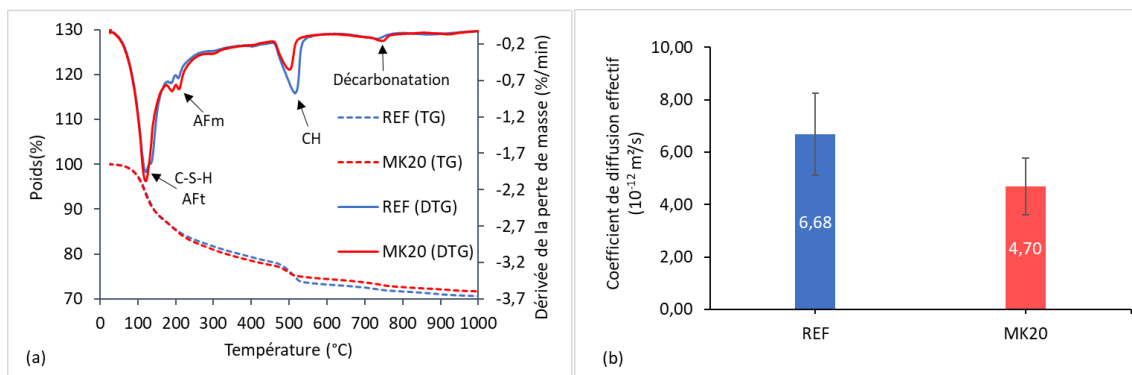 130
120
110
100
90
80
70
Poids(%)
-0,2
-0,7
-1,2
-1,7
-2,2
-2,7
-3,2
-3,7
Dérivée de la perte de masse (%/min)
Décarbonatation
AFm
CH
C-S-H
AFt
REF (TG)
MK20 (TG)
REF (DTG)
MK20 (DTG)
0 100 200 300 400 500 600 700 800 900 1000
Température (°C)
(a)
10,00
8,00
6,00
4,00
2,00
0,00
Coefficient de diffusion effectif
(10⁻¹² m²/s)
6,68
4,70
REF MK20
(b)